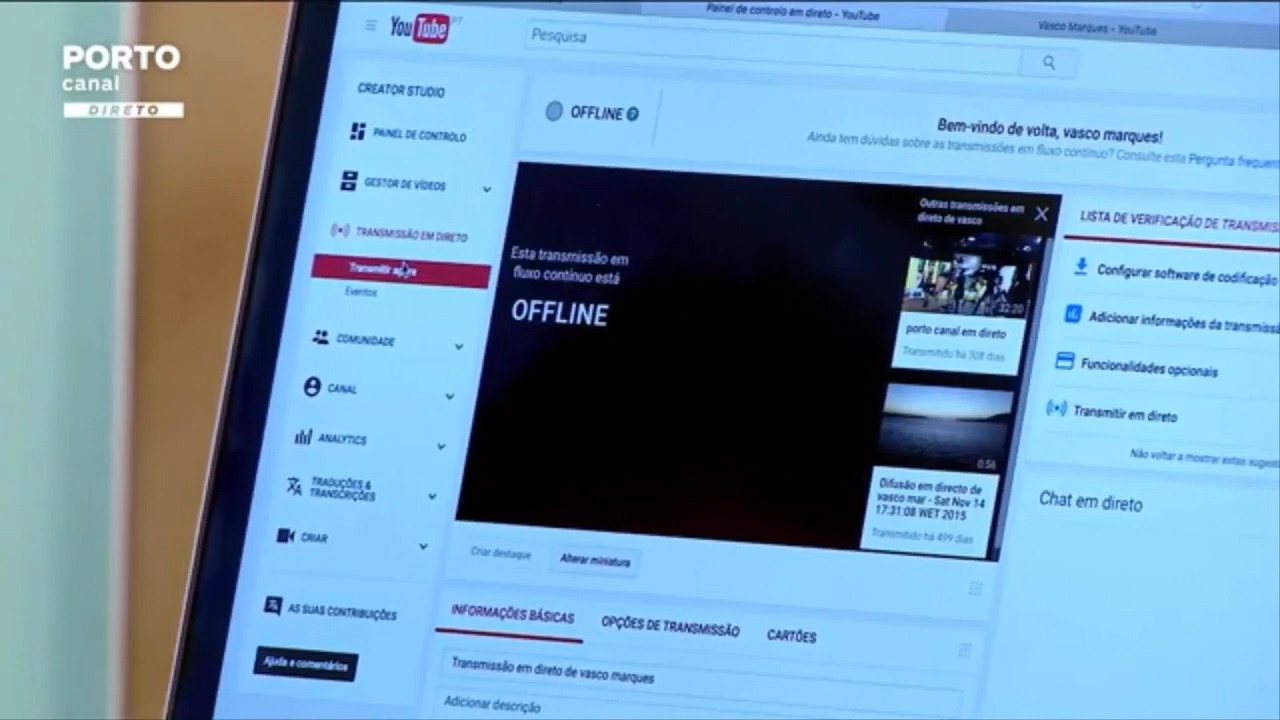 PORTO
canal
DIRETO
Painel de controlo em direto - YouTube
Vasco Marques - YouTube
YouTube PT
Pesquisa
CREATOR STUDIO
PAINEL DE CONTROLO
GESTOR DE VÍDEOS
TRANSMISSÃO EM DIRETO
Transmitir agora
Eventos
COMUNIDADE
CANAL
ANALYTICS
TRADUÇÕES &
TRANSCRIÇÕES
CRIAR
AS SUAS CONTRIBUIÇÕES
Ajuda e comentários
OFFLINE ?
Bem-vindo de volta, vasco marques!
Ainda tem dúvidas sobre as transmissões em fluxo contínuo? Consulte esta Pergunta frequen
Esta transmissão em
fluxo contínuo está
OFFLINE
Outras transmissões em
direto de vasco
32:20
porto canal em direto
Transmitido há 308 dias
0:56
Difusão em directo de
vasco mar - Sat Nov 14
17:31:08 WET 2015
Transmitido há 499 dias
Criar destaque
Alterar miniatura
INFORMAÇÕES BÁSICAS
OPÇÕES DE TRANSMISSÃO
CARTÕES
Transmissão em direto de vasco marques
Adicionar descrição
LISTA DE VERIFICAÇÃO DE TRANSMIS
Configurar software de codificação
Adicionar informações da transmiss
Funcionalidades opcionais
Transmitir em direto
Não voltar a mostrar estas sugest
Chat em direto